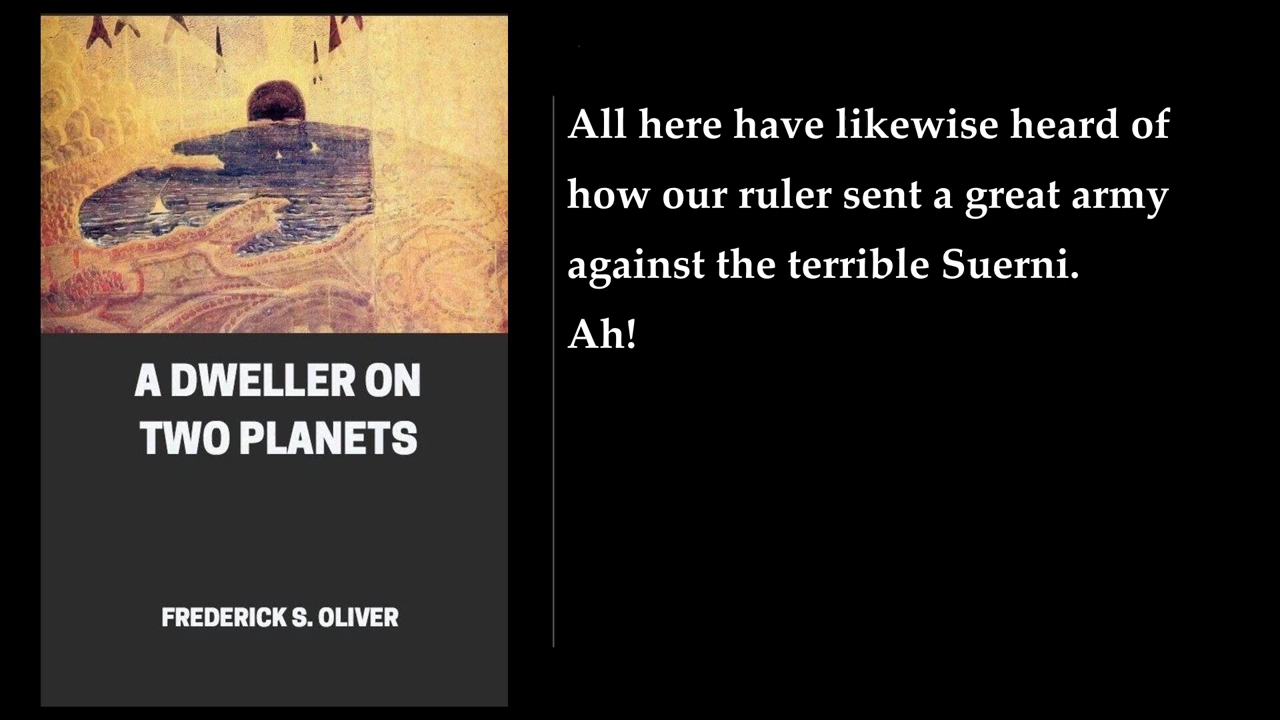 A DWELLER ON
TWO PLANETS
FREDERICK S. OLIVER
All here have likewise heard of
how our ruler sent a great army
against the terrible Suerni.
Ah!